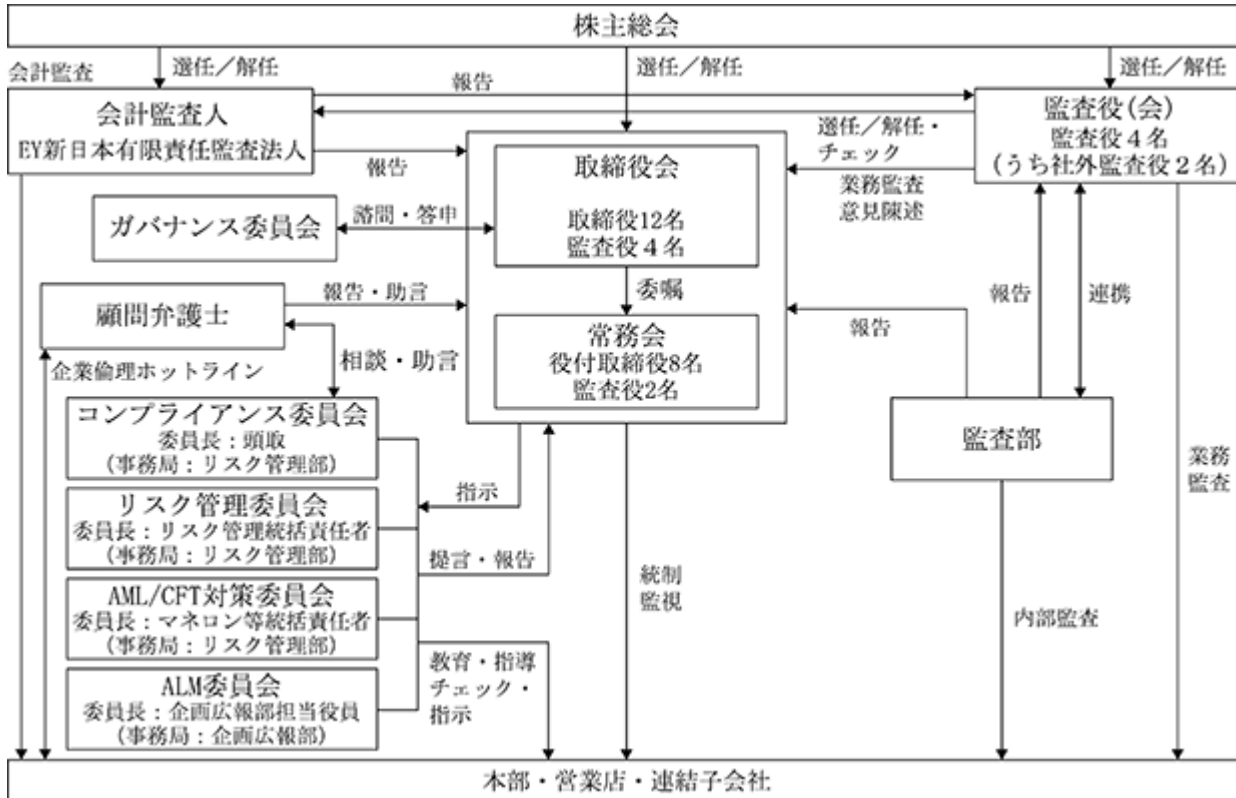 株主総会
会計監査
選任／解任
選任／解任
選任／解任
報告
会計監査人
EY新日本有限責任監査法人
監査役(会)
監査役４名
(うち社外監査役２名)
選任／解任・
チェック
報告
業務監査
意見陳述
取締役会
取締役12名
監査役４名
ガバナンス委員会
諮問・答申
委嘱
顧問弁護士
報告・助言
常務会
役付取締役8名
監査役2名
報告
報告
連携
企業倫理ホットライン
相談・助言
コンプライアンス委員会
委員長：頭取
(事務局：リスク管理部)
監査部
業務
監査
指示
リスク管理委員会
委員長：リスク管理統括責任者
(事務局：リスク管理部)
提言・報告
統制
監視
AML/CFT対策委員会
委員長：マネロン等統括責任者
(事務局：リスク管理部)
内部監査
教育・指導
チェック・
指示
ALM委員会
委員長：企画広報部担当役員
(事務局：企画広報部)
本部・営業店・連結子会社